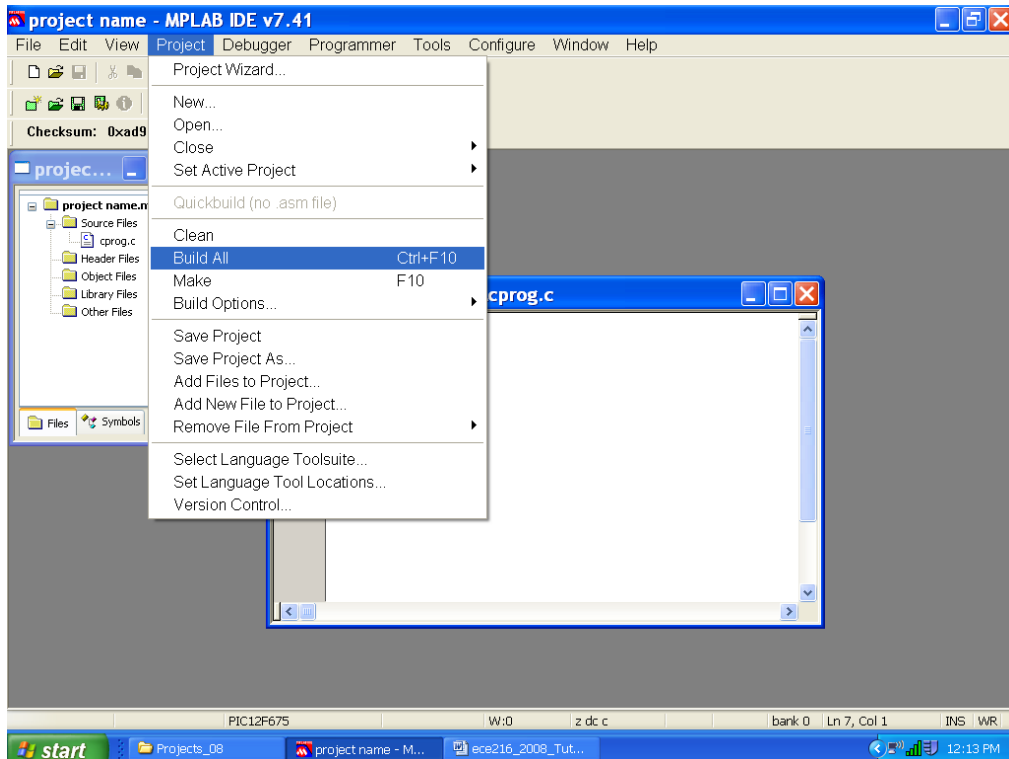 project name - MPLAB IDE v7.41
File Edit View Project Debugger Programmer Tools Configure Window Help
Checksum: 0xad9
Project Wizard...
New...
Open...
Close
Set Active Project
Quickbuild (no .asm file)
Clean
Build All Ctrl+F10
Make F10
Build Options...
Save Project
Save Project As...
Add Files to Project...
Add New File to Project...
Remove File From Project
Select Language Toolsuite...
Set Language Tool Locations...
Version Control...
projec...
project name.m
Source Files
cprog.c
Header Files
Object Files
Library Files
Other Files
Files Symbols
cprog.c
PIC12F675 W:0 z dc c bank 0 Ln 7, Col 1 INS WR
start Projects_08 project name - M... ece216_2008_Tut... 12:13 PM